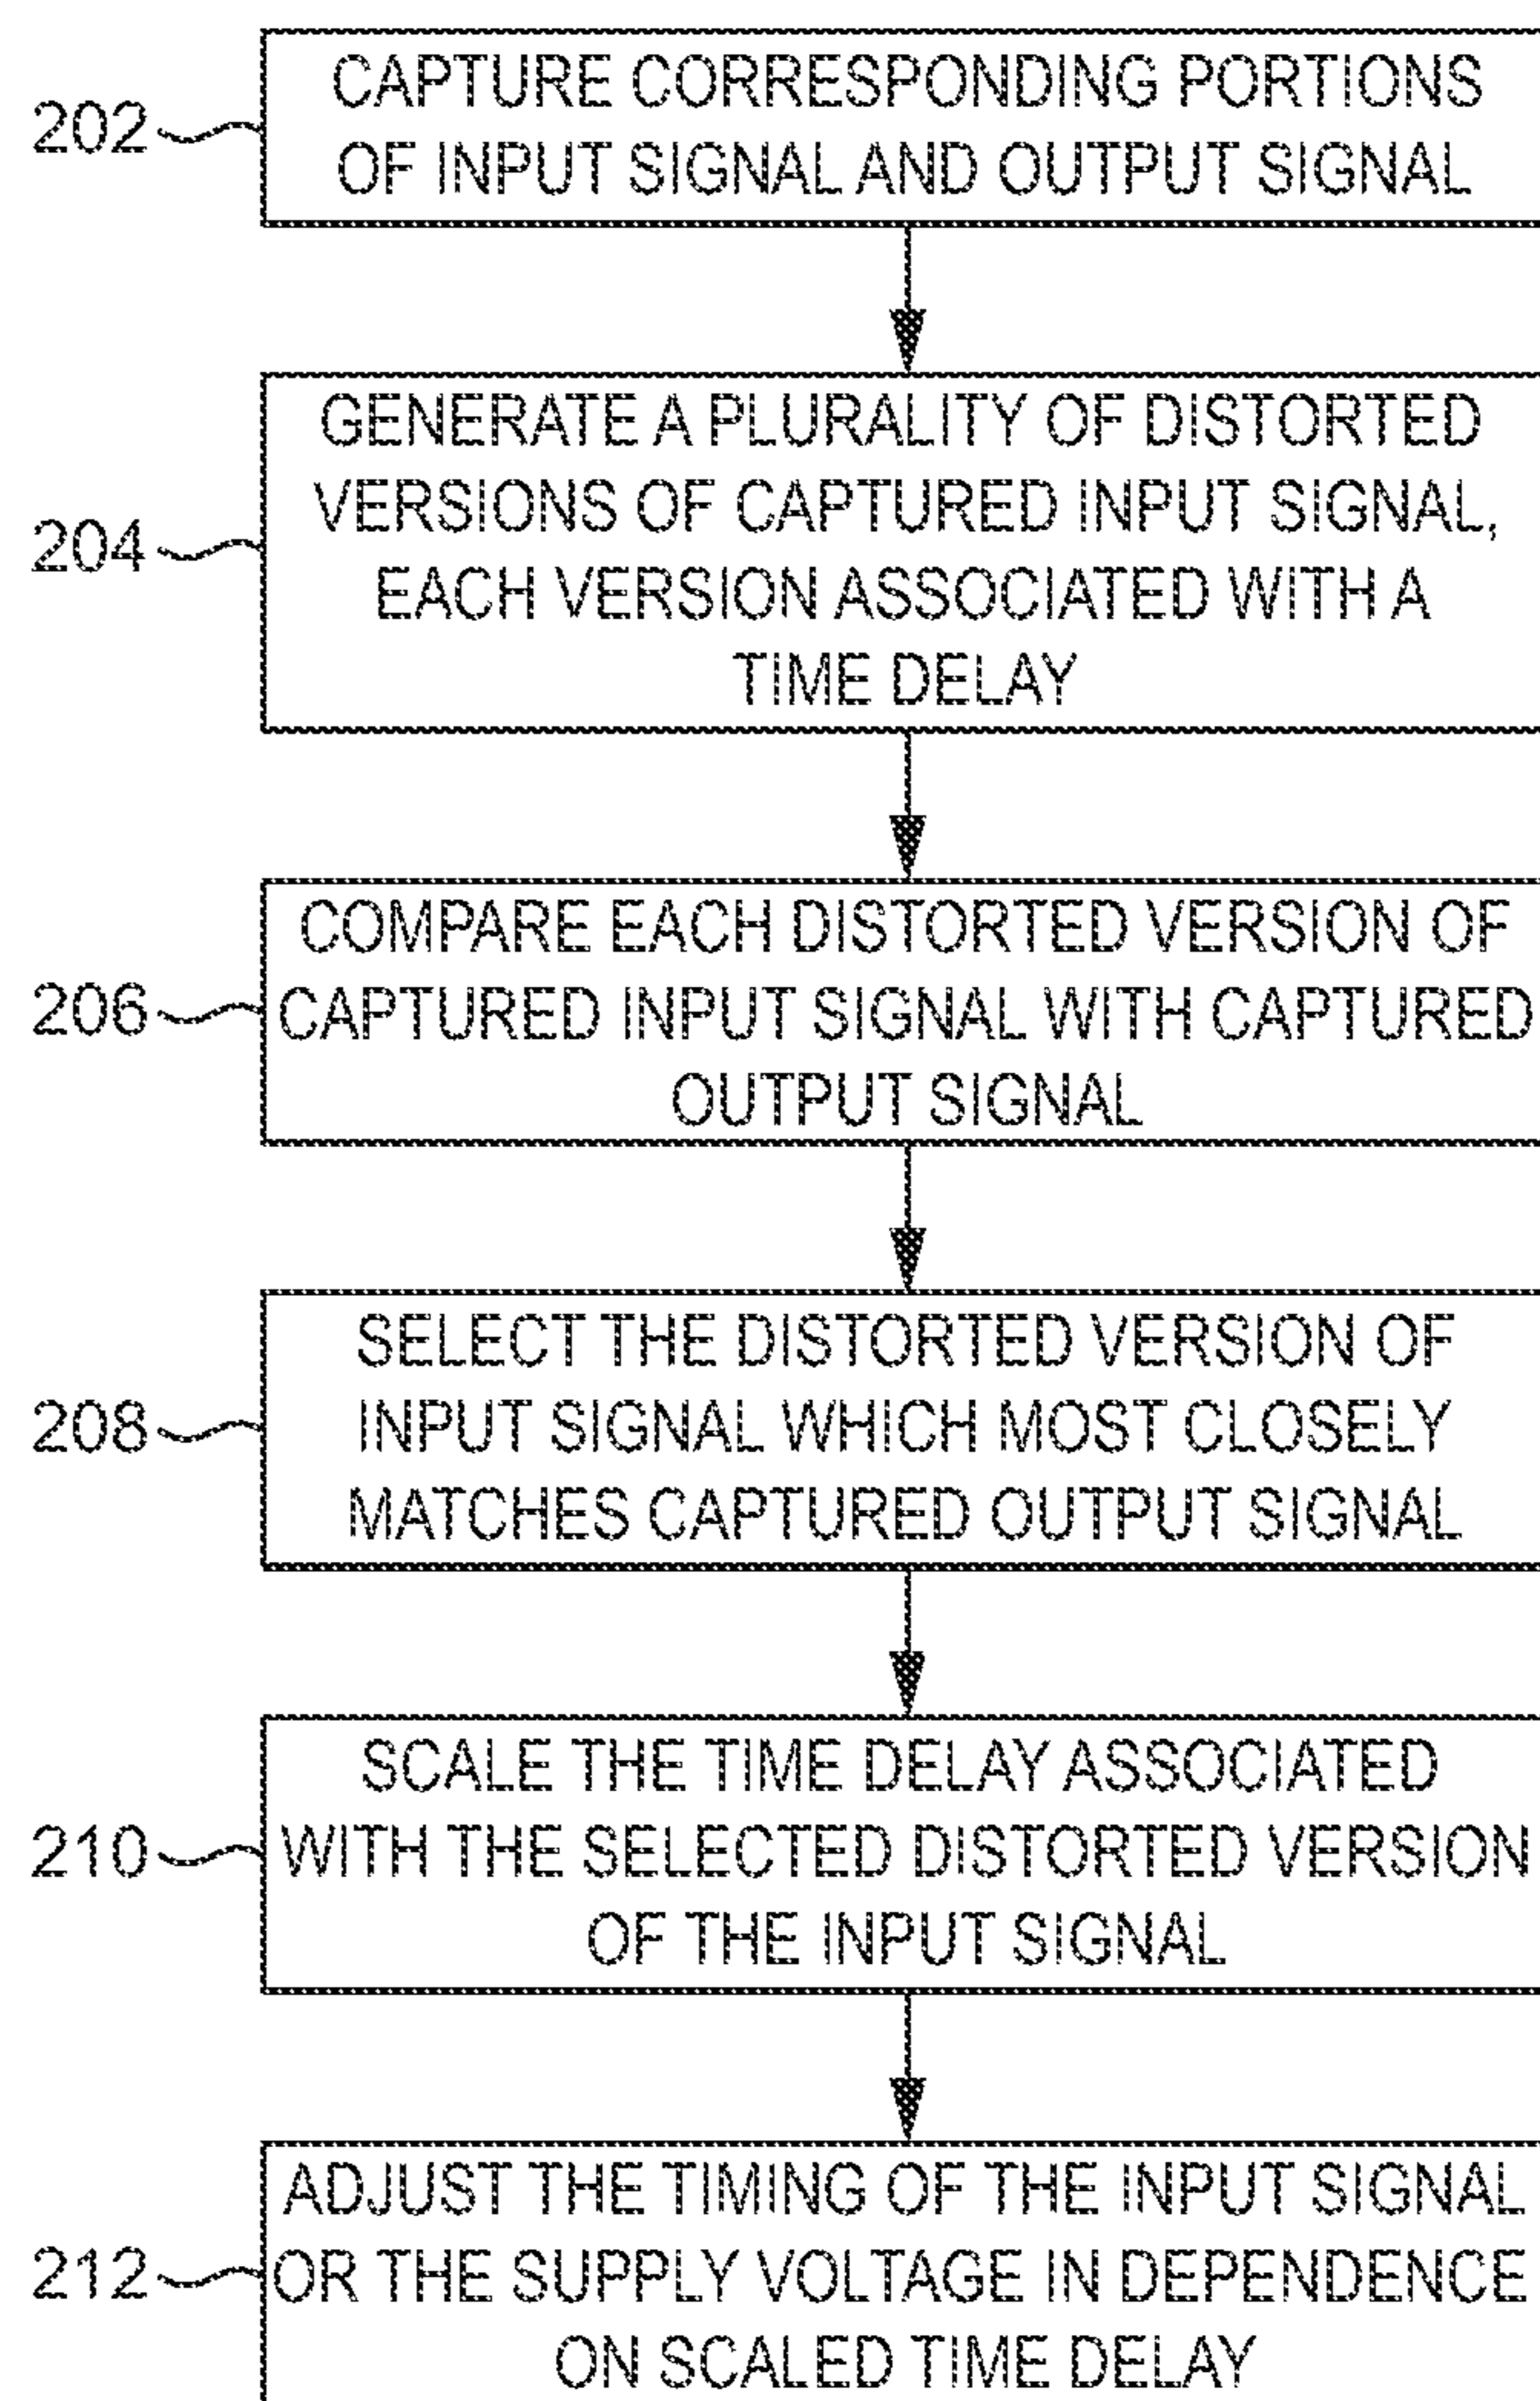 202
CAPTURE CORRESPONDING PORTIONS
OF INPUT SIGNAL AND OUTPUT SIGNAL
204
GENERATE A PLURALITY OF DISTORTED
VERSIONS OF CAPTURED INPUT SIGNAL,
EACH VERSION ASSOCIATED WITH A
TIME DELAY
206
COMPARE EACH DISTORTED VERSION OF
CAPTURED INPUT SIGNAL WITH CAPTURED
OUTPUT SIGNAL
208
SELECT THE DISTORTED VERSION OF
INPUT SIGNAL WHICH MOST CLOSELY
MATCHES CAPTURED OUTPUT SIGNAL
210
SCALE THE TIME DELAY ASSOCIATED
WITH THE SELECTED DISTORTED VERSION
OF THE INPUT SIGNAL
212
ADJUST THE TIMING OF THE INPUT SIGNAL
OR THE SUPPLY VOLTAGE IN DEPENDENCE
ON SCALED TIME DELAY